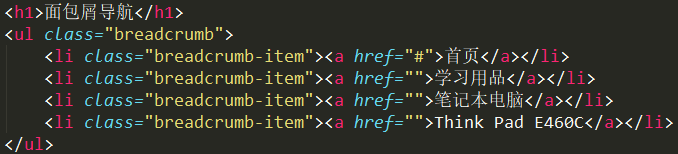 <h1>面包屑导航</h1>
<ul class="breadcrumb">
    <li class="breadcrumb-item"><a href="#">首页</a></li>
    <li class="breadcrumb-item"><a href="">学习用品</a></li>
    <li class="breadcrumb-item"><a href="">笔记本电脑</a></li>
    <li class="breadcrumb-item"><a href="">Think Pad E460C</a></li>
</ul>